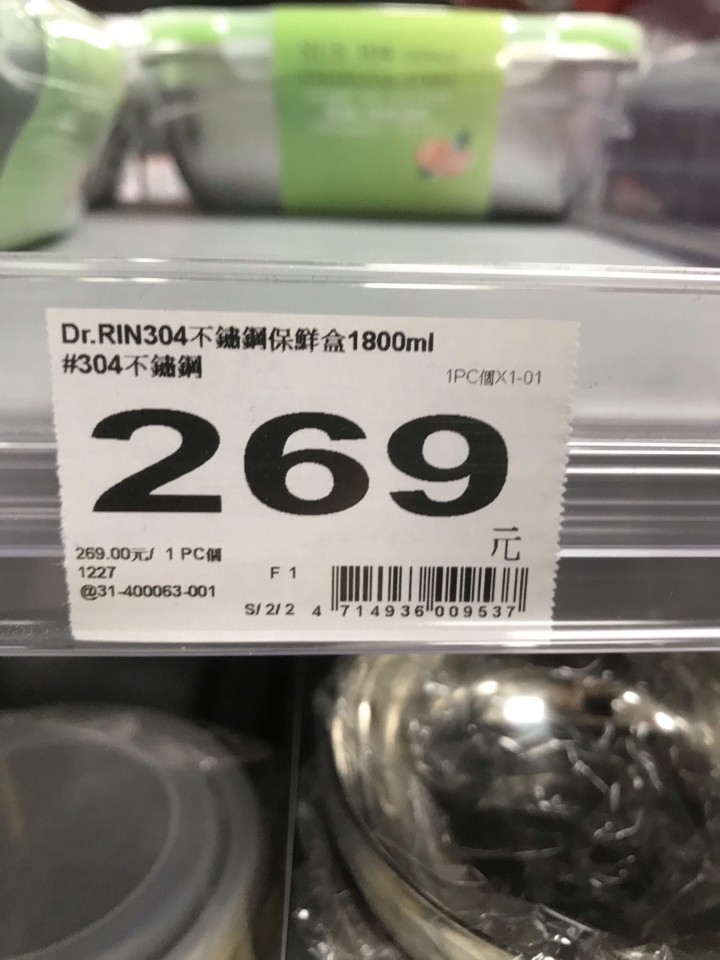 Dr.RIN304不鏽鋼保鮮盒1800ml
#304不鏽鋼
1PC個X1-01
269
元
269.00元/ 1 PC個
1227
F 1
@31-400063-001
S/2/2
4 714936 009537